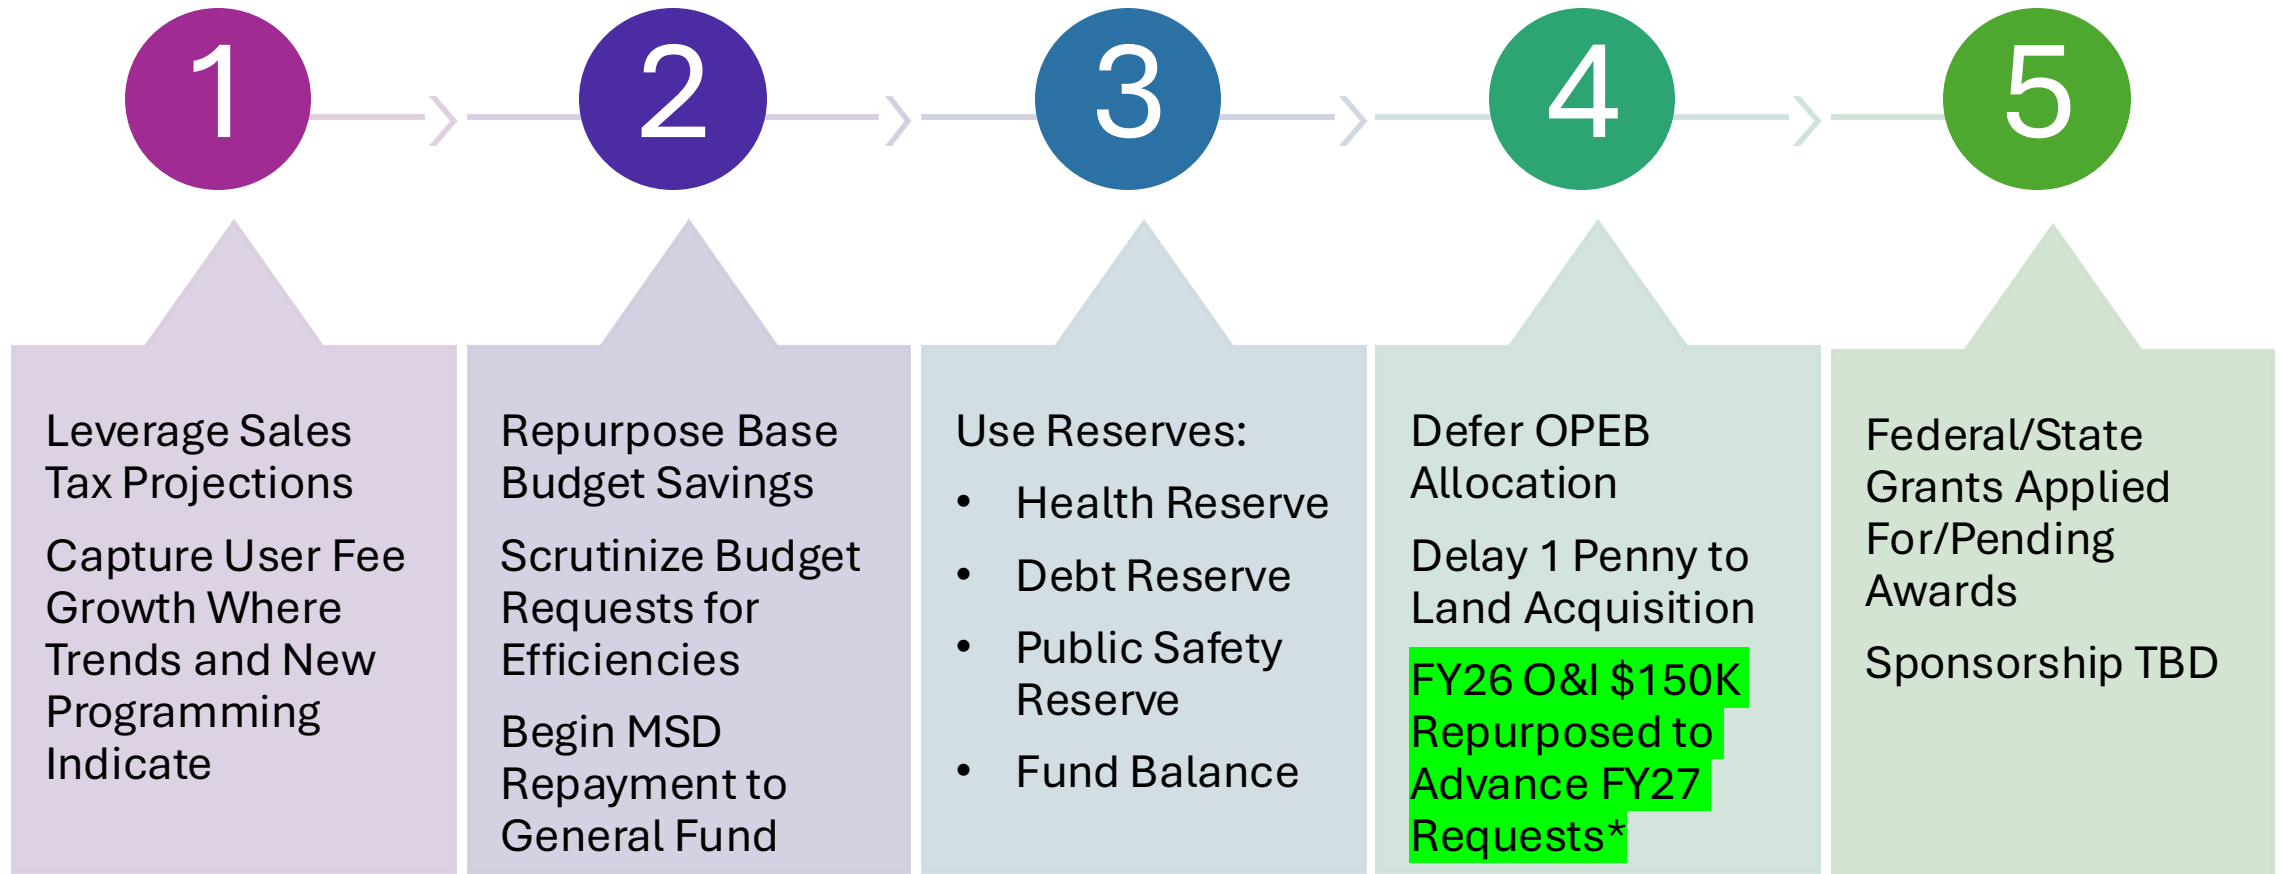 1
2
3
4
5
Leverage Sales
Tax Projections
Capture User Fee
Growth Where
Trends and New
Programming
Indicate
Repurpose Base
Budget Savings
Scrutinize Budget
Requests for
Efficiencies
Begin MSD
Repayment to
General Fund
Use Reserves:
• Health Reserve
• Debt Reserve
• Public Safety
Reserve
• Fund Balance
Defer OPEB
Allocation
Delay 1 Penny to
Land Acquisition
FY26 O&I $150K
Repurposed to
Advance FY27
Requests*
Federal/State
Grants Applied
For/Pending
Awards
Sponsorship TBD